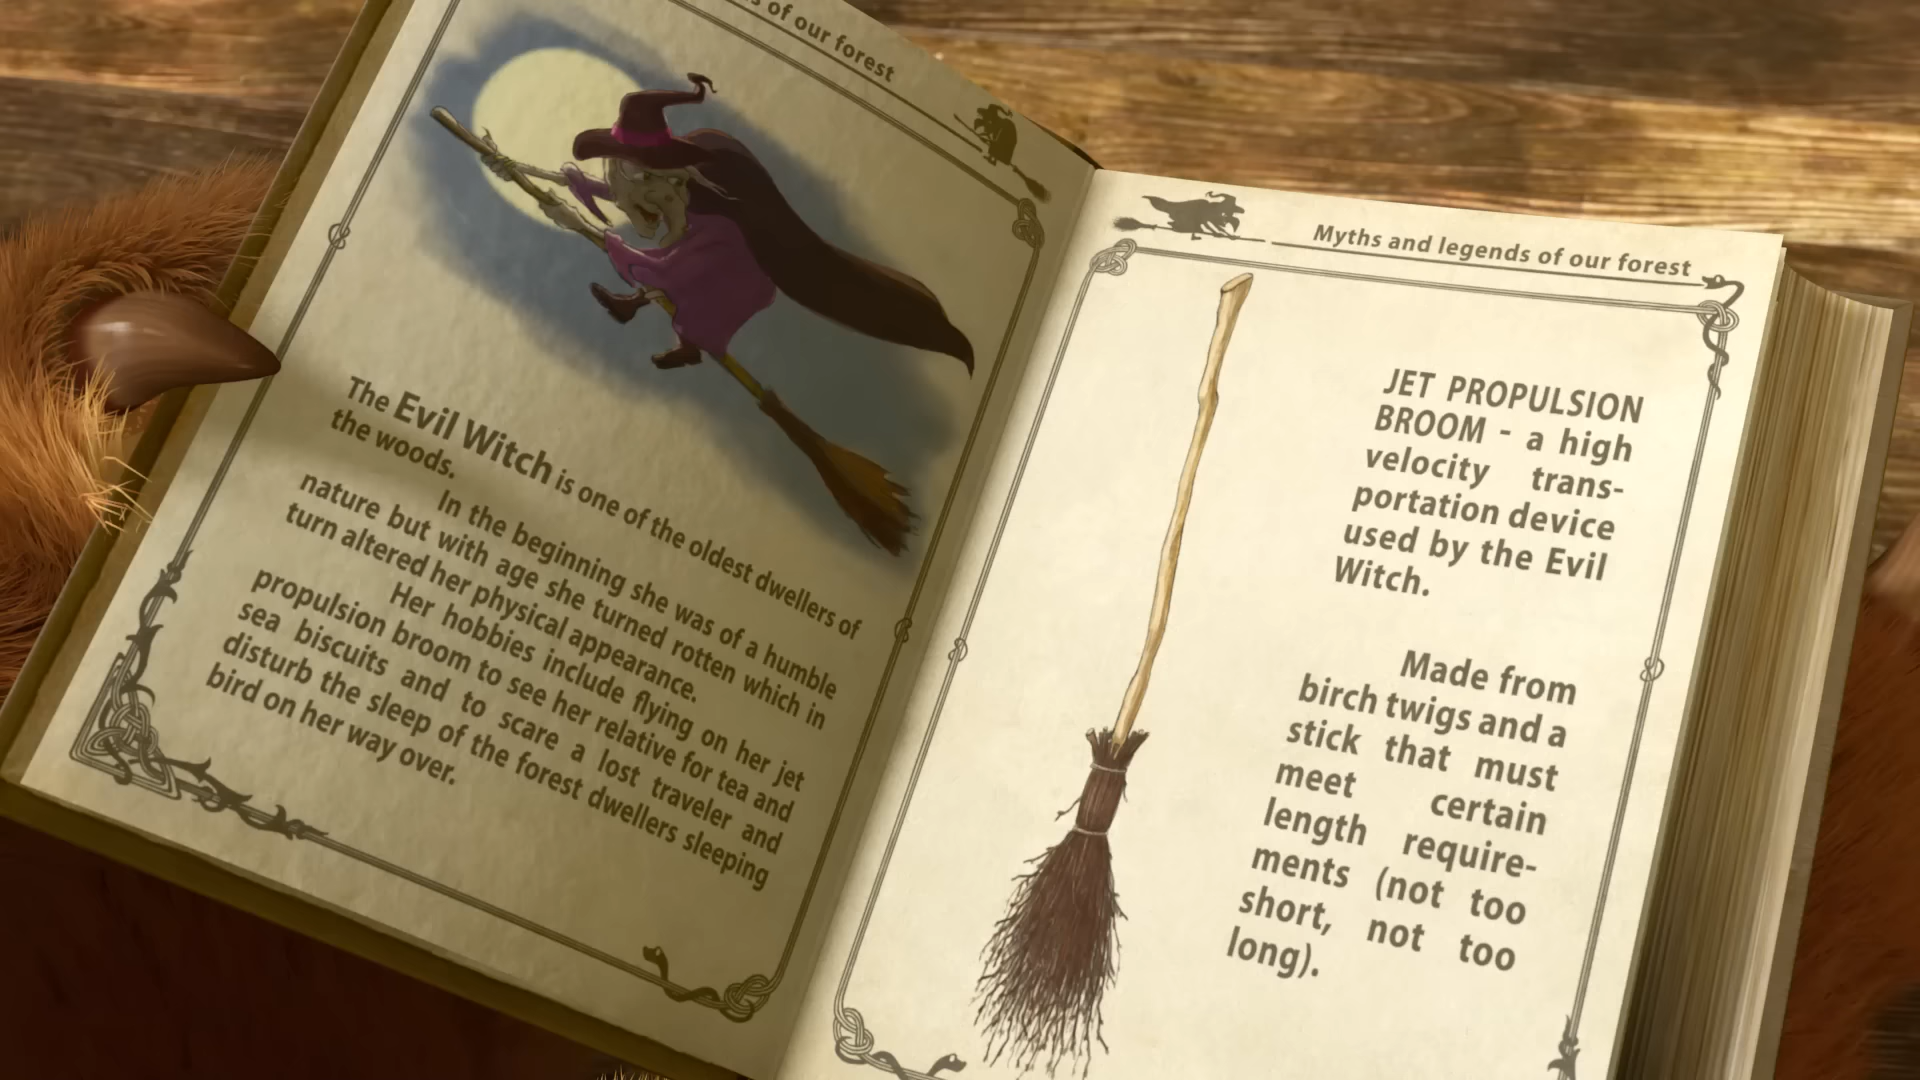 of our forest
The Evil Witch is one of the oldest dwellers of
the woods.
In the beginning she was of a humble
nature but with age she turned rotten which in
turn altered her physical appearance.
Her hobbies include flying on her jet
propulsion broom to see her relative for tea and
sea biscuits and to scare a lost traveler and
disturb the sleep of the forest dwellers sleeping
bird on her way over.
Myths and legends of our forest
JET PROPULSION
BROOM - a high
velocity trans-
portation device
used by the Evil
Witch.
Made from
birch twigs and a
stick that must
meet certain
length require-
ments (not too
short, not too
long).